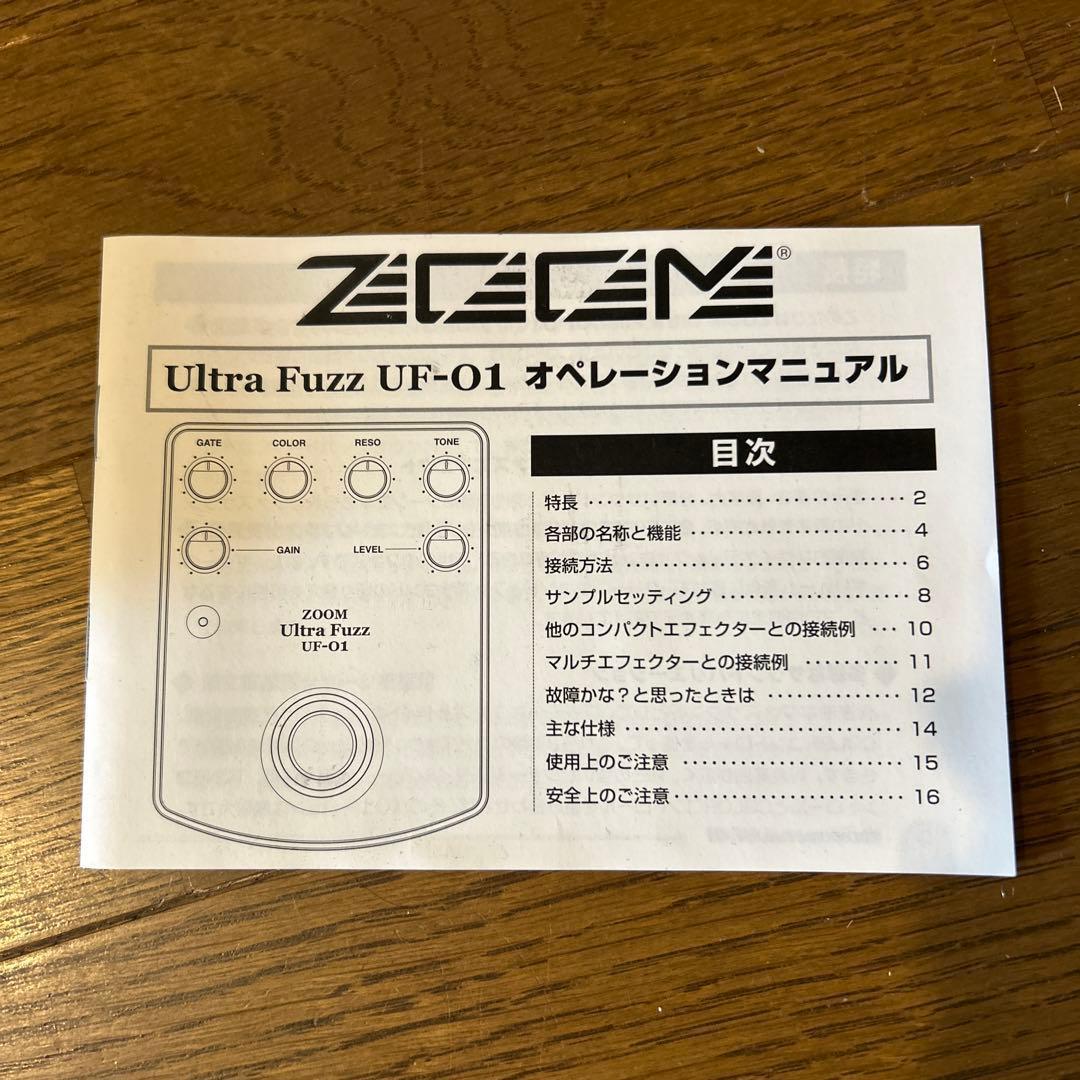 ZOOM®
Ultra Fuzz UF-01 オペレーションマニュアル
GATE COLOR RESO TONE
GAIN LEVEL
ZOOM
Ultra Fuzz
UF-01
目次
特長 ・・・・・・・・・・・・・・・・・・・・・・・・・・・・・・ 2
各部の名称と機能 ・・・・・・・・・・・・・・・・・・・・ 4
接続方法 ・・・・・・・・・・・・・・・・・・・・・・・・・・ 6
サンプルセッティング ・・・・・・・・・・・・・・・・・ 8
他のコンパクトエフェクターとの接続例 ・・・ 10
マルチエフェクターとの接続例 ・・・・・・・・・・ 11
故障かな？と思ったときは ・・・・・・・・・・・・・ 12
主な仕様 ・・・・・・・・・・・・・・・・・・・・・・・・・・ 14
使用上のご注意 ・・・・・・・・・・・・・・・・・・・・・ 15
安全上のご注意 ・・・・・・・・・・・・・・・・・・・・・ 16